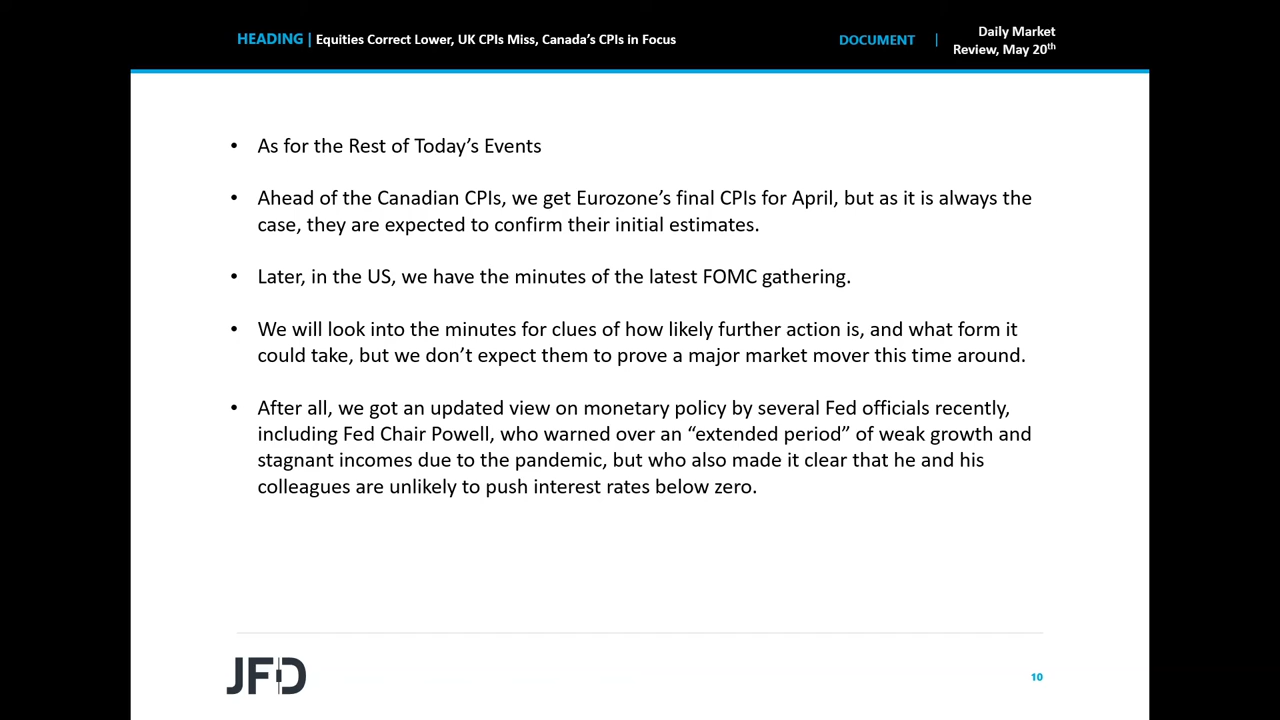 HEADING | Equities Correct Lower, UK CPIs Miss, Canada’s CPIs in Focus
DOCUMENT |
Daily Market
Review, May 20th
• As for the Rest of Today’s Events
• Ahead of the Canadian CPIs, we get Eurozone’s final CPIs for April, but as it is always the
case, they are expected to confirm their initial estimates.
• Later, in the US, we have the minutes of the latest FOMC gathering.
• We will look into the minutes for clues of how likely further action is, and what form it
could take, but we don’t expect them to prove a major market mover this time around.
• After all, we got an updated view on monetary policy by several Fed officials recently,
including Fed Chair Powell, who warned over an “extended period” of weak growth and
stagnant incomes due to the pandemic, but who also made it clear that he and his
colleagues are unlikely to push interest rates below zero.
JFD
10